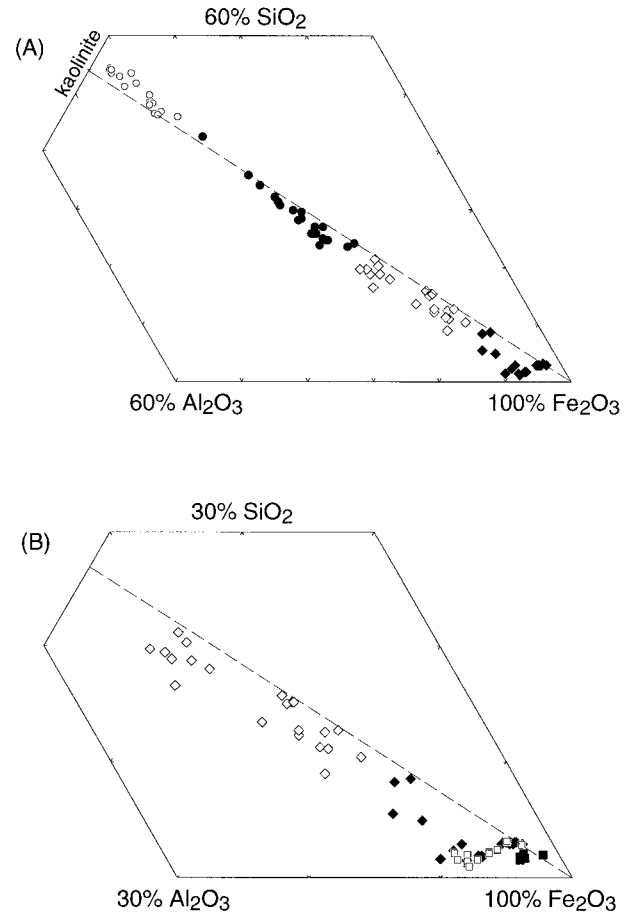 60% SiO₂
(A)
kaolinite
60% Al₂O₃
100% Fe₂O₃
30% SiO₂
(B)
30% Al₂O₃
100% Fe₂O₃